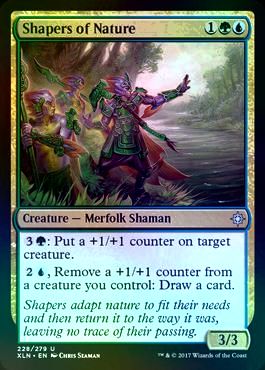 Shapers of Nature 1
Creature — Merfolk Shaman
3 : Put a +1/+1 counter on target
creature.
2 , Remove a +1/+1 counter from
a creature you control: Draw a card.
Shapers adapt nature to fit their needs
and then return it to the way it was,
leaving no trace of their passing.
3/3
228/279 U
XLN • EN Chris Seaman
™ & © 2017 Wizards of the Coast